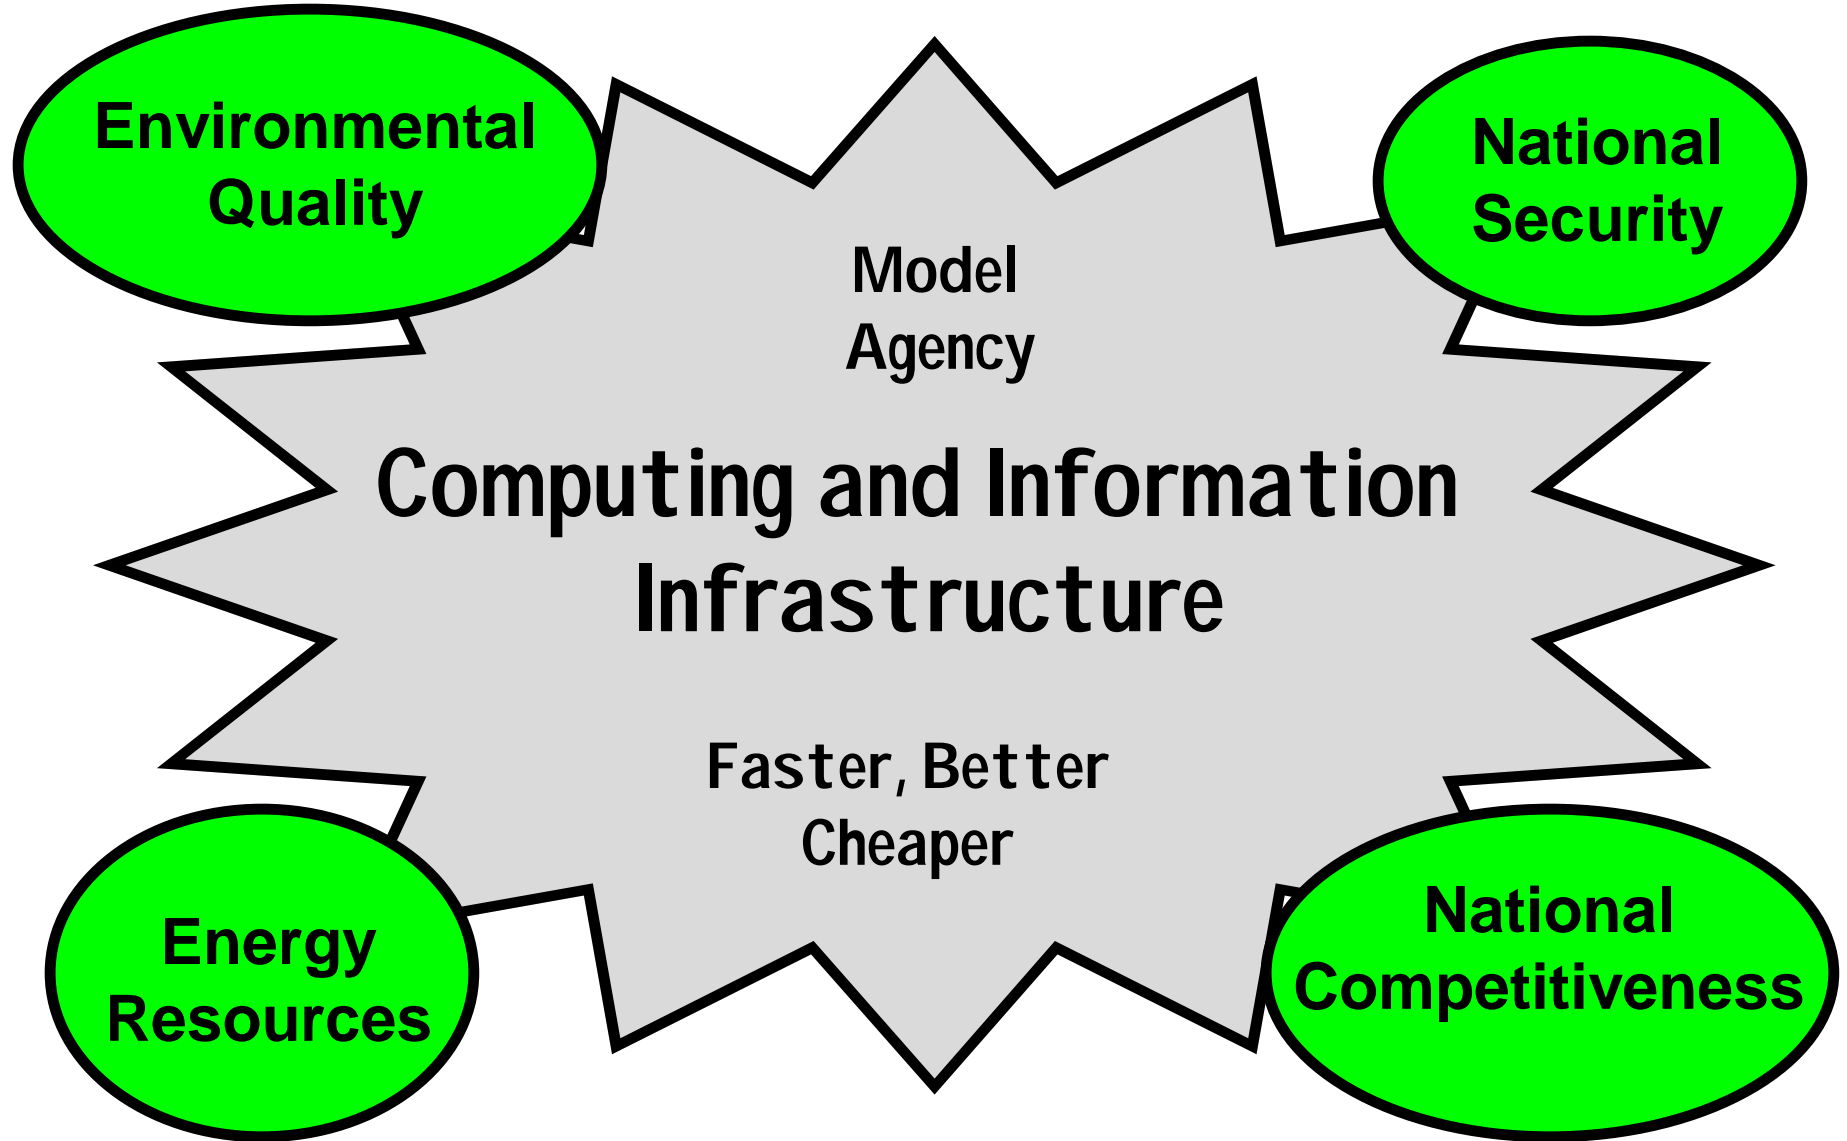 Environmental
Quality
National
Security
Model
Agency
Computing and Information
Infrastructure
Faster, Better
Cheaper
Energy
Resources
National
Competitiveness